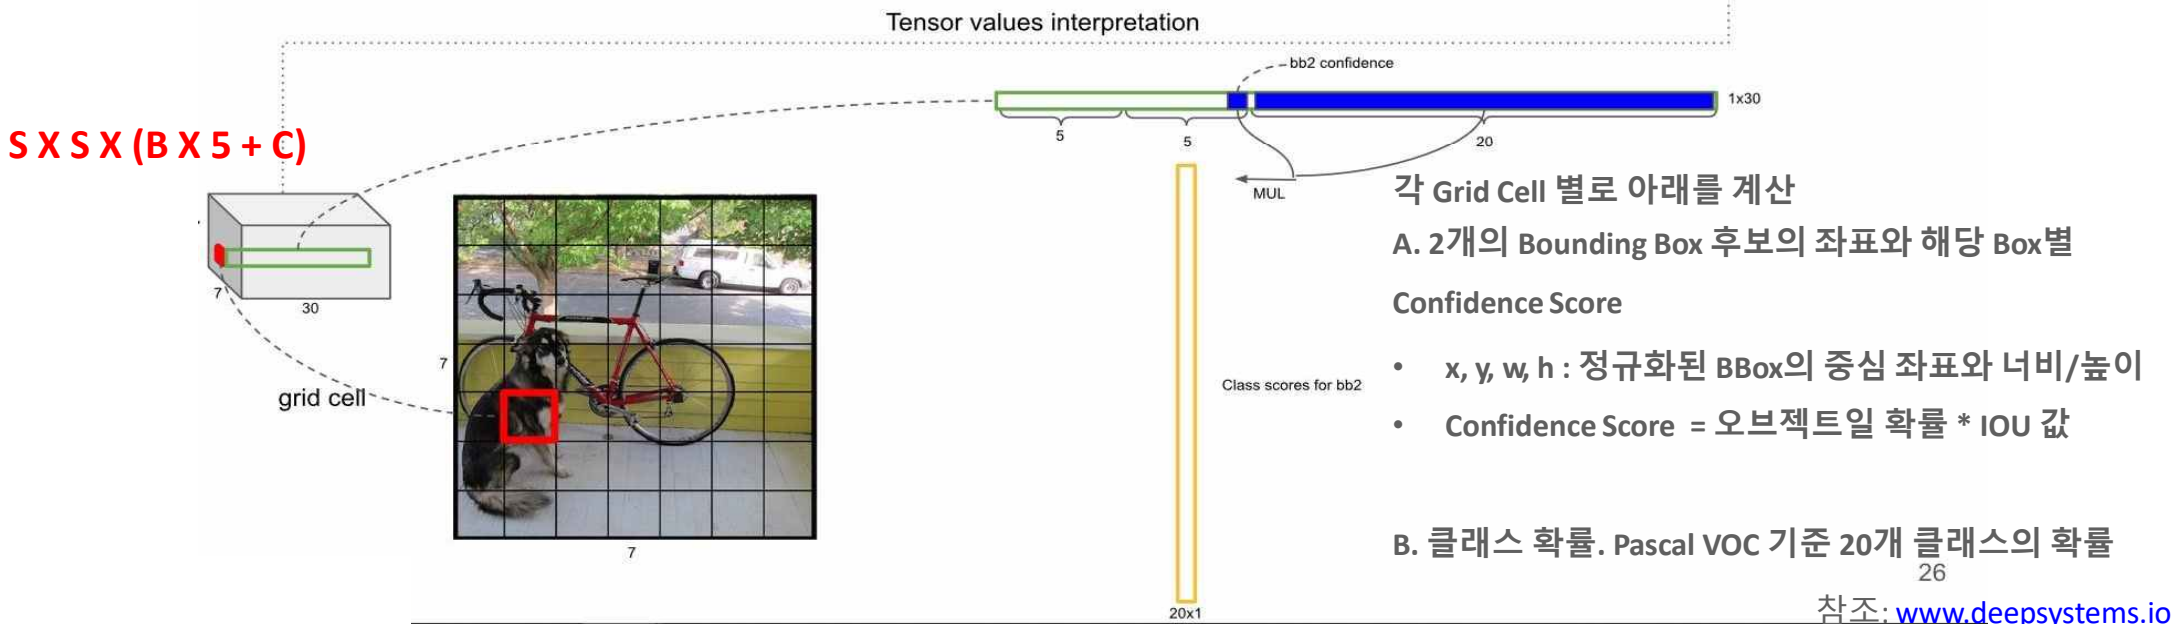 Tensor values interpretation
bb2 confidence
1x30
5
5
20
S X S X (B X 5 + C)
MUL
7
30
grid cell
7
7
Class scores for bb2
20x1
각 Grid Cell 별로 아래를 계산
A. 2개의 Bounding Box 후보의 좌표와 해당 Box별
Confidence Score
• x, y, w, h : 정규화된 BBox의 중심 좌표와 너비/높이
• Confidence Score = 오브젝트일 확률 * IOU 값
B. 클래스 확률. Pascal VOC 기준 20개 클래스의 확률
26
참조: www.deepsystems.io